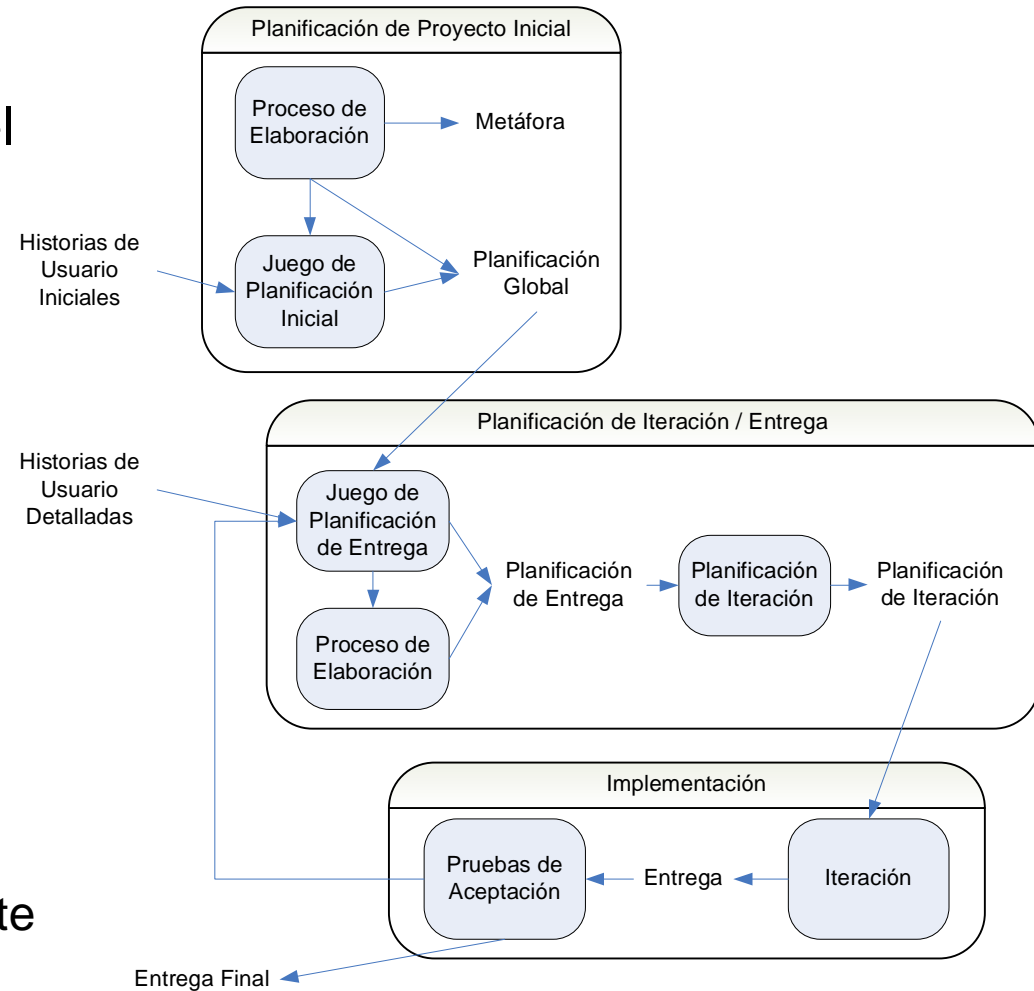 Planificación de Proyecto Inicial
Proceso de
Elaboración
Metáfora
l
Historias de
Usuario
Iniciales
Juego de
Planificación
Inicial
Planificación
Global
Planificación de Iteración / Entrega
Historias de
Usuario
Detalladas
Juego de
Planificación
de Entrega
Proceso de
Elaboración
Planificación
de Entrega
Planificación
de Iteración
Planificación
de Iteración
Implementación
Pruebas de
Aceptación
Entrega
Iteración
te
Entrega Final